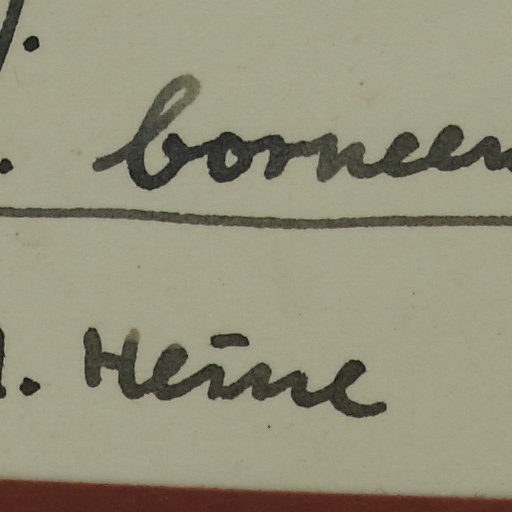 .
. borneen
. Heine